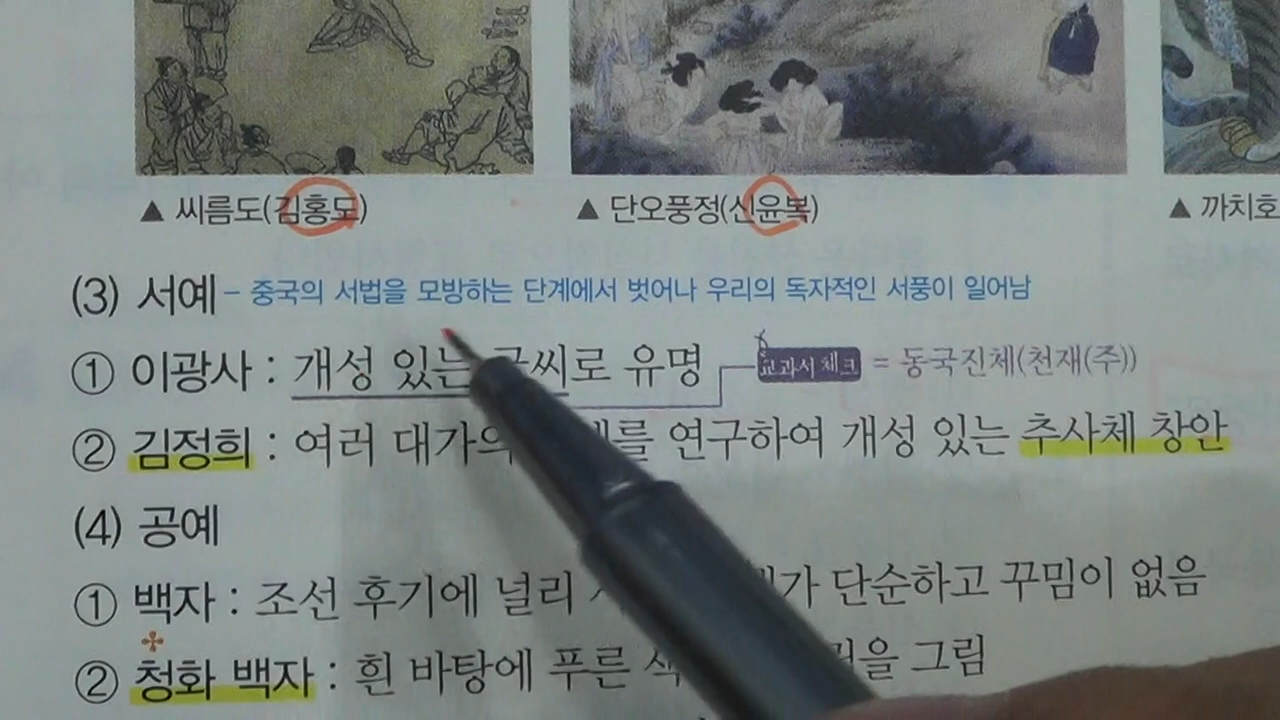 ▲ 씨름도(김홍도) ▲ 단오풍정(신윤복) ▲ 까치호
(3) 서예 – 중국의 서법을 모방하는 단계에서 벗어나 우리의 독자적인 서풍이 일어남
① 이광사 : 개성 있는 글씨로 유명 교과서 체크 = 동국진체(천재(주))
② 김정희 : 여러 대가의 를 연구하여 개성 있는 추사체 창안
(4) 공예
① 백자 : 조선 후기에 널리 가 단순하고 꾸밈이 없음
② 청화 백자 : 흰 바탕에 푸른 그림